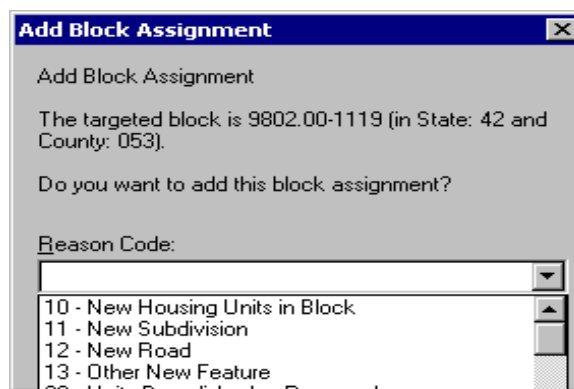 Add Block Assignment
Add Block Assignment
The targeted block is 9802.00-1119 (in State: 42 and
County: 053).
Do you want to add this block assignment?
Reason Code:
10 - New Housing Units in Block
11 - New Subdivision
12 - New Road
13 - Other New Feature